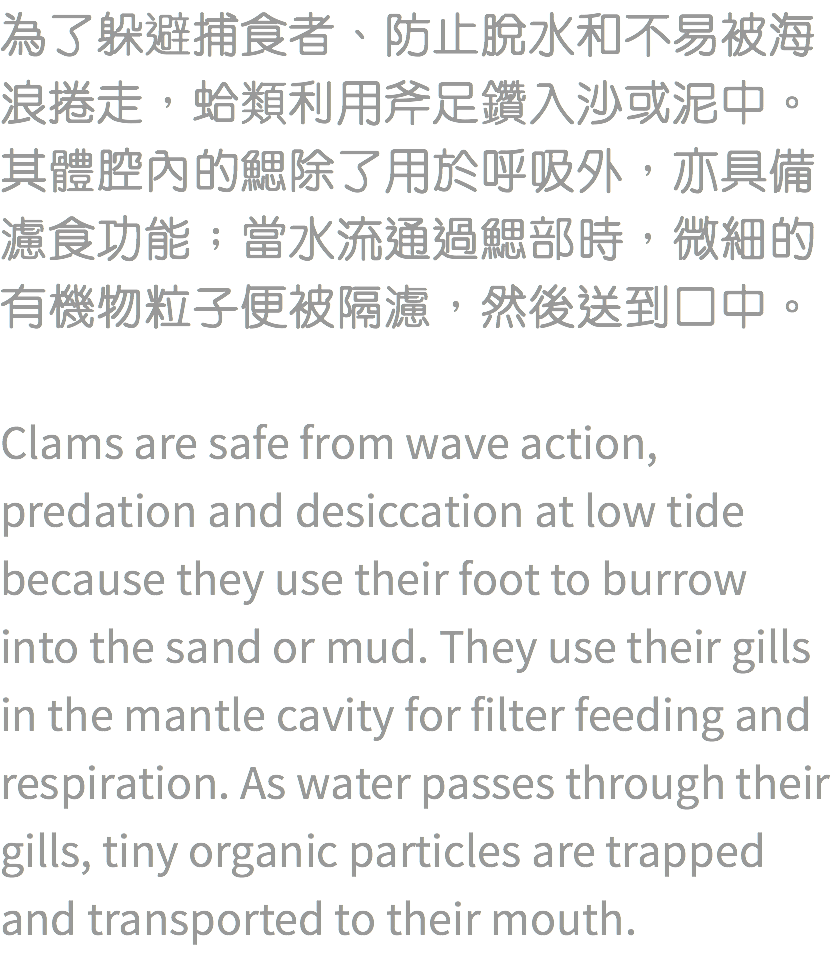 為了躲避捕食者、防止脫水和不易被海
浪捲走，蛤類利用斧足鑽入沙或泥中。
其體腔內的鰓除了用於呼吸外，亦具備
濾食功能；當水流通過鰓部時，微細的
有機物粒子便被隔濾，然後送到口中。
Clams are safe from wave action,
predation and desiccation at low tide
because they use their foot to burrow
into the sand or mud. They use their gills
in the mantle cavity for filter feeding and
respiration. As water passes through their
gills, tiny organic particles are trapped
and transported to their mouth.